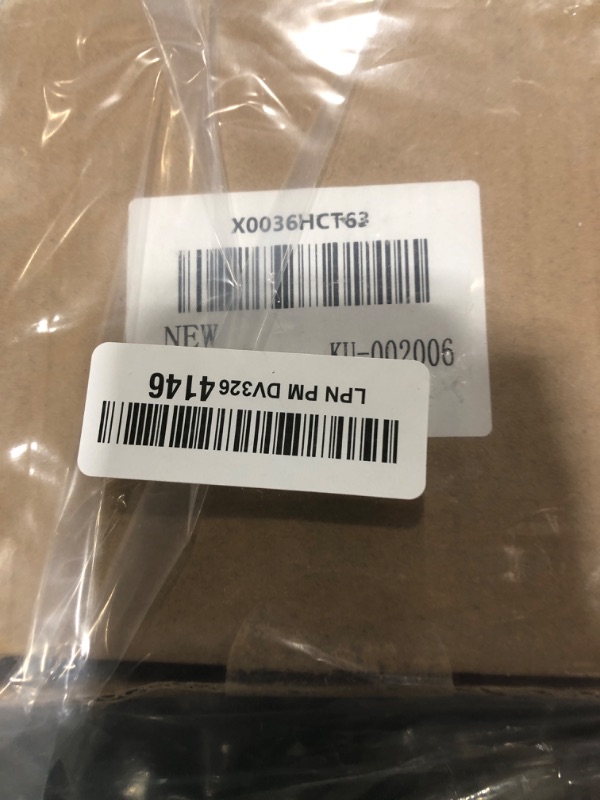 X0036HCT63
NEW
KU-002006
LPN PM DV3264146